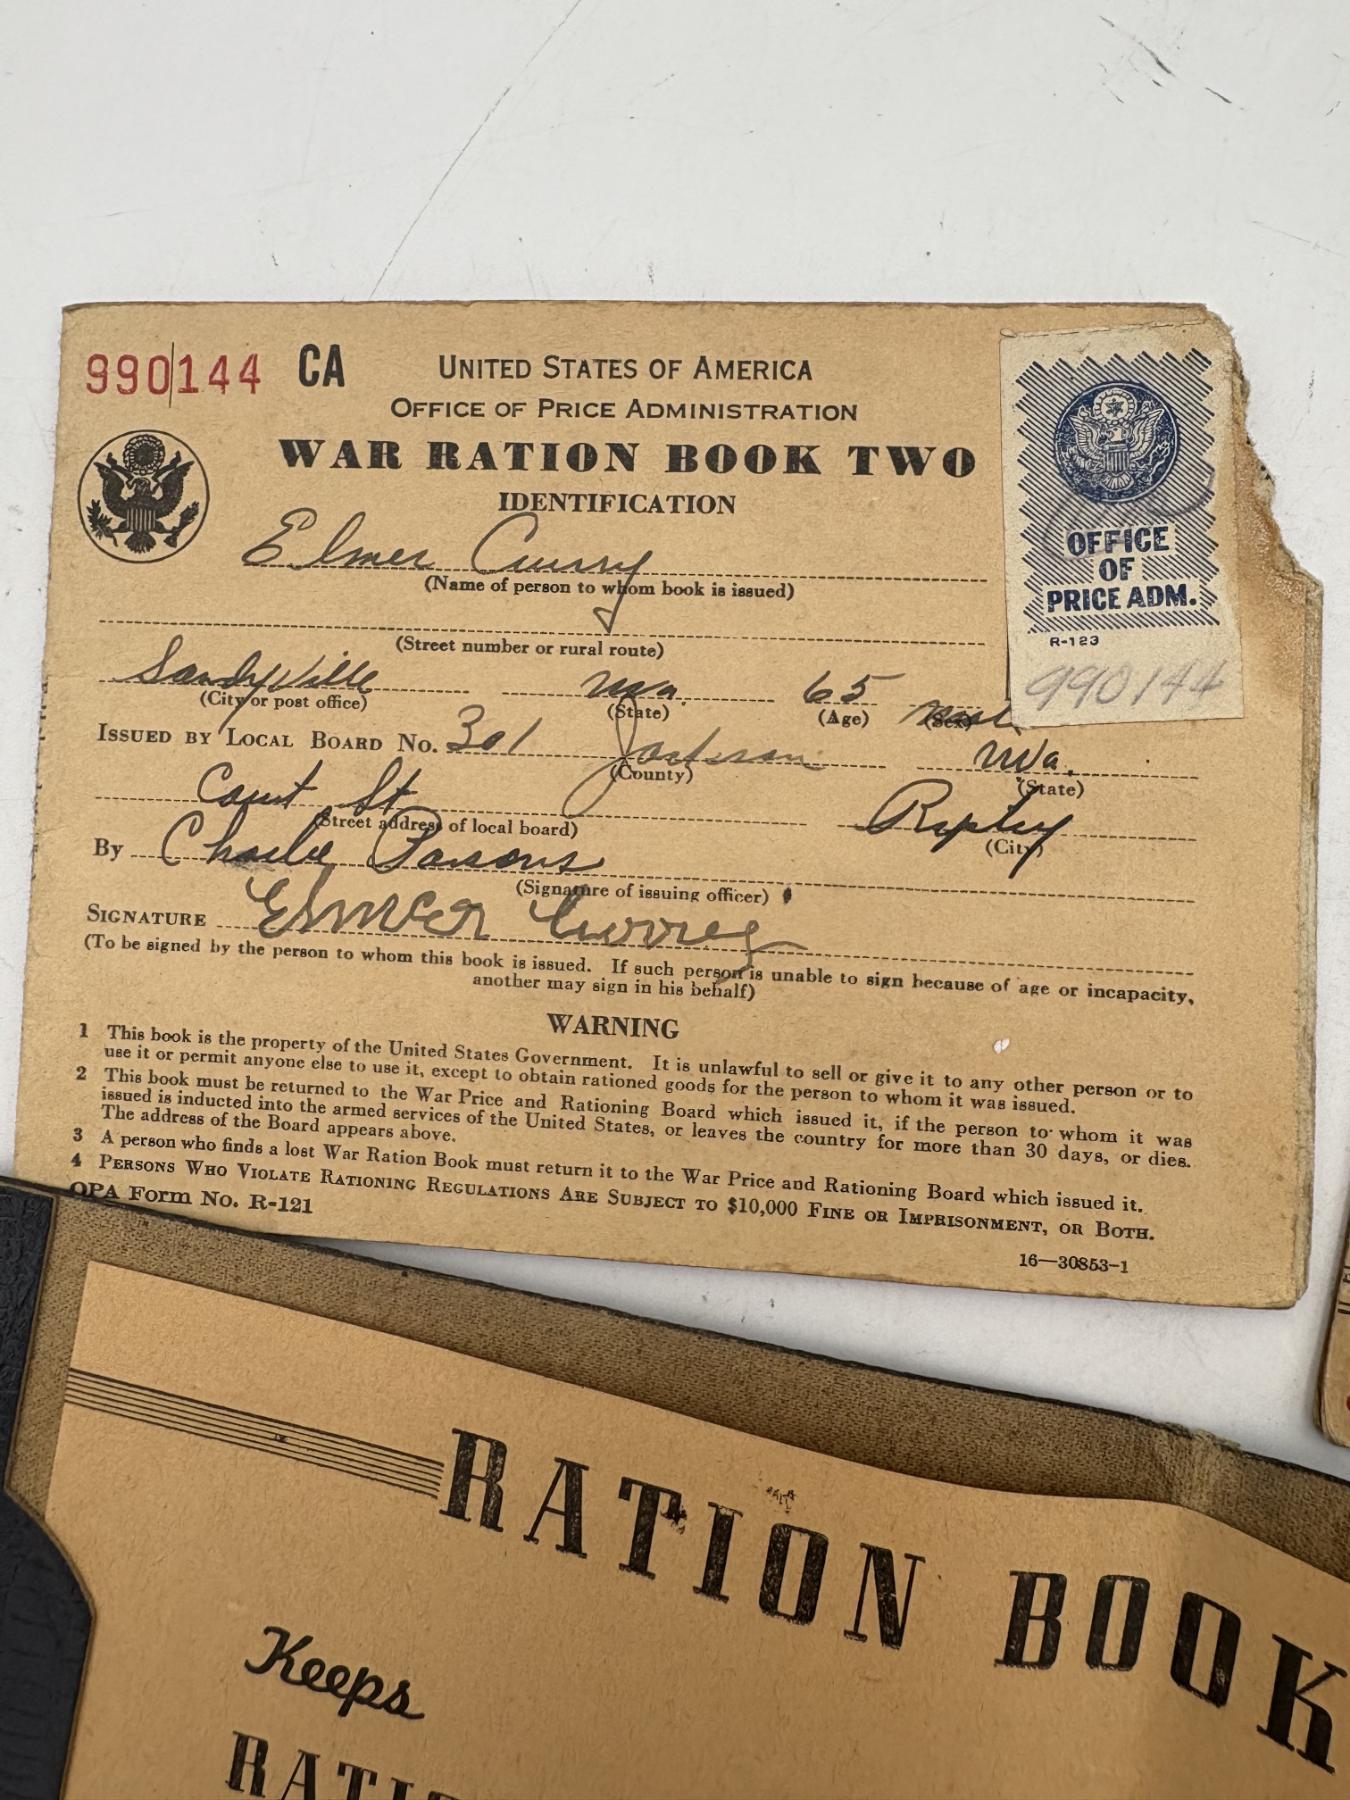 990144 CA
UNITED STATES OF AMERICA
OFFICE OF PRICE ADMINISTRATION
WAR RATION BOOK TWO
IDENTIFICATION
Elmer Curry
(Name of person to whom book is issued)
(Street number or rural route)
Sandyville WVa. 65 Male
(City or post office) (State) (Age) (Sex)
ISSUED BY LOCAL BOARD NO. 301 Jackson WVa.
(County) (State)
Court St Ripley
(Street address of local board) (City)
By Charlie Parsons
(Signature of issuing officer)
SIGNATURE Elmer Currey
(To be signed by the person to whom this book is issued. If such person is unable to sign because of age or incapacity,
another may sign in his behalf)
WARNING
1 This book is the property of the United States Government. It is unlawful to sell or give it to any other person or to
use it or permit anyone else to use it, except to obtain rationed goods for the person to whom it was issued.
2 This book must be returned to the War Price and Rationing Board which issued it, if the person to whom it was
issued is inducted into the armed services of the United States, or leaves the country for more than 30 days, or dies.
The address of the Board appears above.
3 A person who finds a lost War Ration Book must return it to the War Price and Rationing Board which issued it.
4 PERSONS WHO VIOLATE RATIONING REGULATIONS ARE SUBJECT TO $10,000 FINE OR IMPRISONMENT, OR BOTH.
OPA Form No. R-121
16—30853-1
OFFICE
OF
PRICE ADM.
R-123
990144
RATION BOOK
Keeps